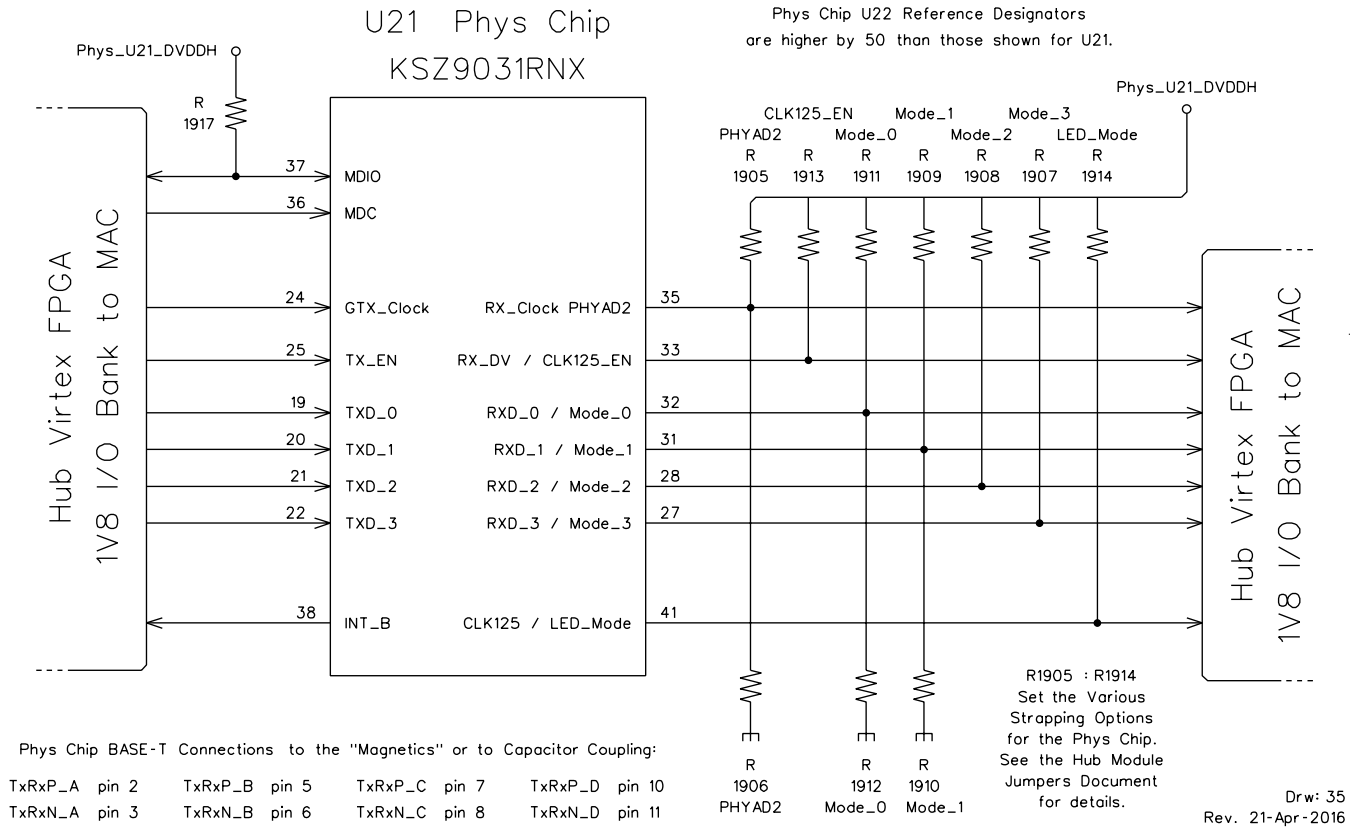 U21 Phys Chip
KSZ9031RNX
Phys Chip U22 Reference Designators
are higher by 50 than those shown for U21.
Phys_U21_DVDDH
R
1917
Phys_U21_DVDDH
CLK125_EN Mode_1 Mode_3
PHYAD2 Mode_0 Mode_2 LED_Mode
R R R R R R R
1905 1913 1911 1909 1908 1907 1914
Hub Virtex FPGA
1V8 I/O Bank to MAC
37 MDIO
36 MDC
24 GTX_Clock RX_Clock PHYAD2 35
25 TX_EN RX_DV / CLK125_EN 33
19 TXD_0 RXD_0 / Mode_0 32
20 TXD_1 RXD_1 / Mode_1 31
21 TXD_2 RXD_2 / Mode_2 28
22 TXD_3 RXD_3 / Mode_3 27
38 INT_B CLK125 / LED_Mode 41
Hub Virtex FPGA
1V8 I/O Bank to MAC
R R R
1906 1912 1910
PHYAD2 Mode_0 Mode_1
R1905 : R1914
Set the Various
Strapping Options
for the Phys Chip.
See the Hub Module
Jumpers Document
for details.
Phys Chip BASE-T Connections to the "Magnetics" or to Capacitor Coupling:
TxRxP_A pin 2 TxRxP_B pin 5 TxRxP_C pin 7 TxRxP_D pin 10
TxRxN_A pin 3 TxRxN_B pin 6 TxRxN_C pin 8 TxRxN_D pin 11
Drw: 35
Rev. 21-Apr-2016